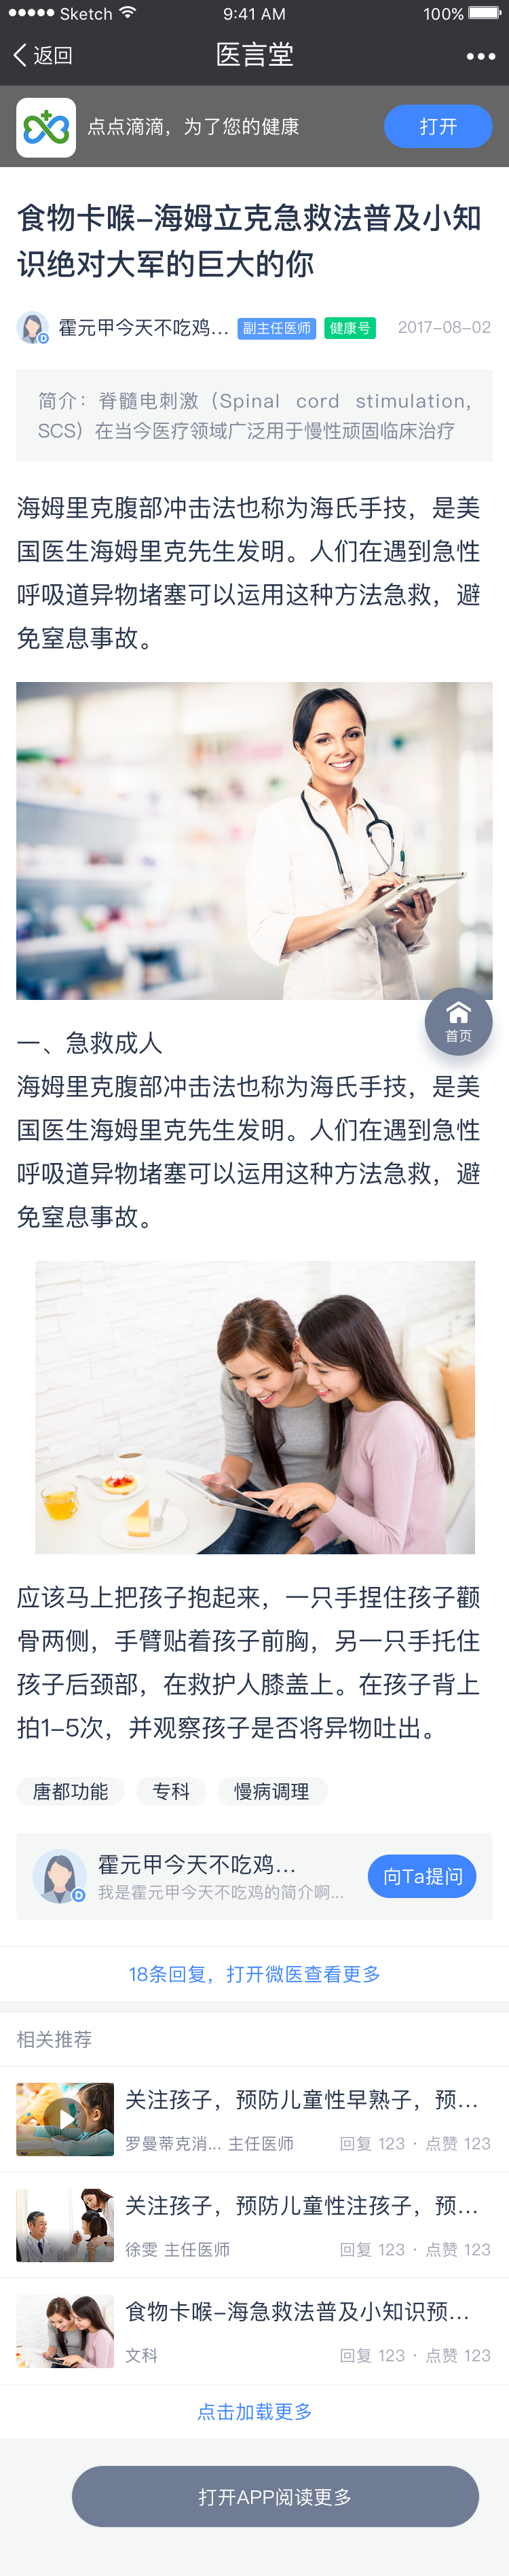 Sketch 9:41 AM 100%
返回 医言堂
点点滴滴，为了您的健康 打开
食物卡喉–海姆立克急救法普及小知
识绝对大军的巨大的你
霍元甲今天不吃鸡... 副主任医师 健康号 2017–08–02
简介：脊髓电刺激（Spinal cord stimulation,
SCS）在当今医疗领域广泛用于慢性顽固临床治疗
海姆里克腹部冲击法也称为海氏手技，是美
国医生海姆里克先生发明。人们在遇到急性
呼吸道异物堵塞可以运用这种方法急救，避
免窒息事故。
首页
一、急救成人
海姆里克腹部冲击法也称为海氏手技，是美
国医生海姆里克先生发明。人们在遇到急性
呼吸道异物堵塞可以运用这种方法急救，避
免窒息事故。
应该马上把孩子抱起来，一只手捏住孩子颧
骨两侧，手臂贴着孩子前胸，另一只手托住
孩子后颈部，在救护人膝盖上。在孩子背上
拍1–5次，并观察孩子是否将异物吐出。
唐都功能 专科 慢病调理
霍元甲今天不吃鸡...
我是霍元甲今天不吃鸡的简介啊...
向Ta提问
18条回复，打开微医查看更多
相关推荐
关注孩子，预防儿童性早熟子，预...
罗曼蒂克消... 主任医师 回复 123 · 点赞 123
关注孩子，预防儿童性注孩子，预...
徐雯 主任医师 回复 123 · 点赞 123
食物卡喉–海急救法普及小知识预...
文科 回复 123 · 点赞 123
点击加载更多
打开APP阅读更多